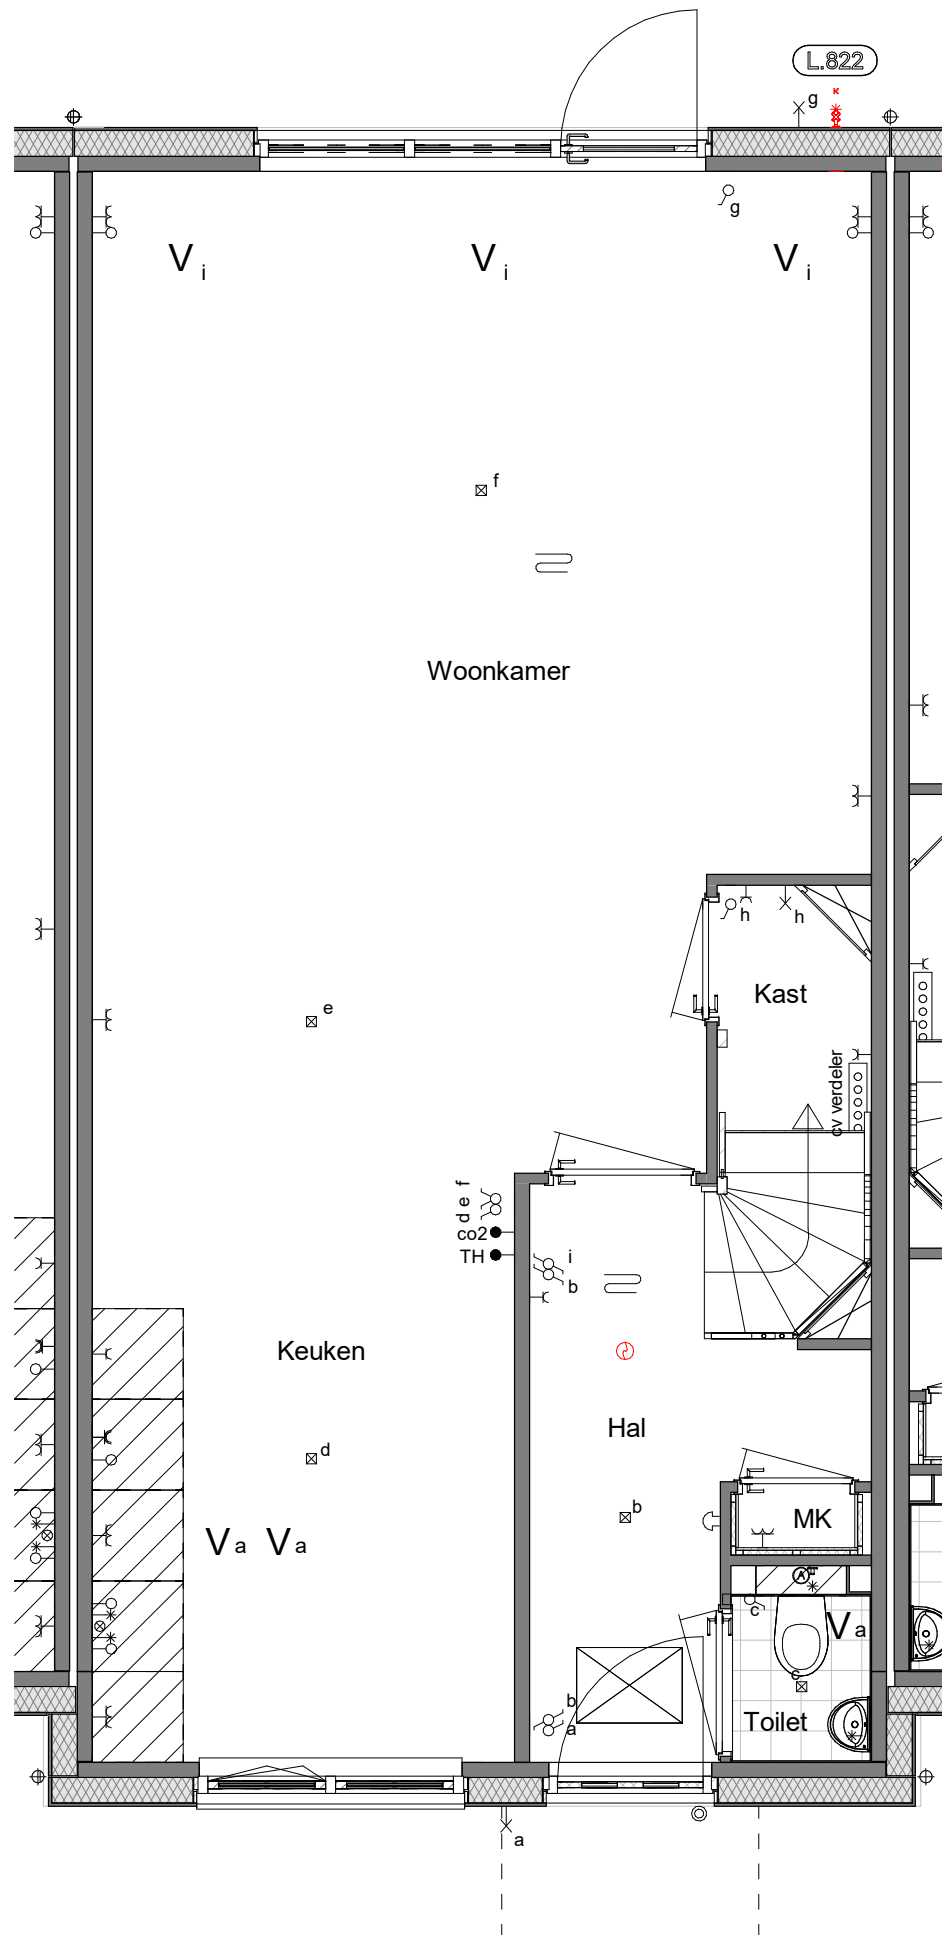 L.822
K
g
g
V i V i V i
f
Woonkamer
h h
Kast
e
cv verdeler
d e f
co2
TH
i
b
Keuken
Hal
d
b
MK
V a V a
A
c
V a
c
b
a
Toilet
a